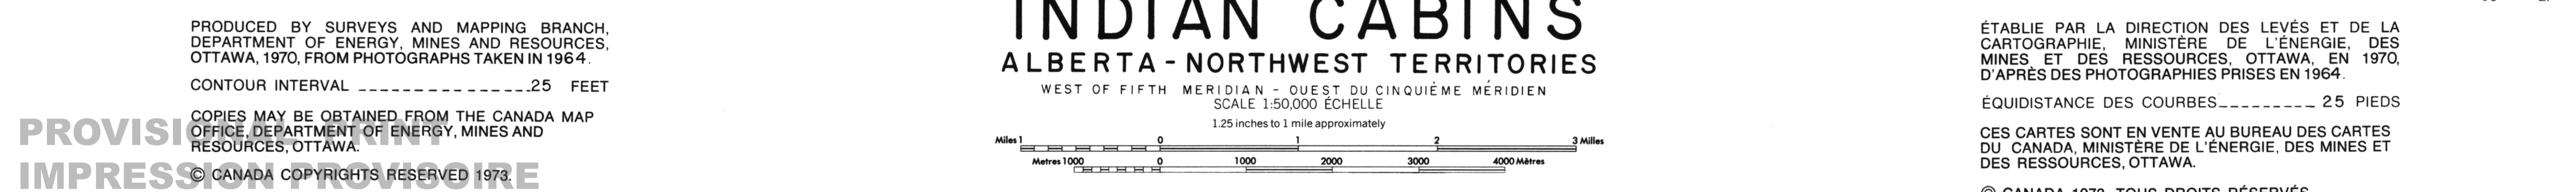 PRODUCED BY SURVEYS AND MAPPING BRANCH,
DEPARTMENT OF ENERGY, MINES AND RESOURCES,
OTTAWA, 1970, FROM PHOTOGRAPHS TAKEN IN 1964.
CONTOUR INTERVAL 25 FEET
COPIES MAY BE OBTAINED FROM THE CANADA MAP
OFFICE, DEPARTMENT OF ENERGY, MINES AND
RESOURCES, OTTAWA.
© CANADA COPYRIGHTS RESERVED 1973.
PROVISIONAL PRINT
IMPRESSION PROVISOIRE
INDIAN CABINS
ALBERTA - NORTHWEST TERRITORIES
WEST OF FIFTH MERIDIAN - OUEST DU CINQUIÈME MÉRIDIEN
SCALE 1:50,000 ÉCHELLE
1.25 inches to 1 mile approximately
Miles 1 0 1 2 3 Milles
Metres 1000 0 1000 2000 3000 4000 Mètres
ÉTABLIE PAR LA DIRECTION DES LEVÉS ET DE LA
CARTOGRAPHIE, MINISTÈRE DE L'ÉNERGIE, DES
MINES ET DES RESSOURCES, OTTAWA, EN 1970,
D'APRÈS DES PHOTOGRAPHIES PRISES EN 1964.
ÉQUIDISTANCE DES COURBES 25 PIEDS
CES CARTES SONT EN VENTE AU BUREAU DES CARTES
DU CANADA, MINISTÈRE DE L'ÉNERGIE, DES MINES ET
DES RESSOURCES, OTTAWA.
© CANADA 1973. TOUS DROITS RÉSERVÉS